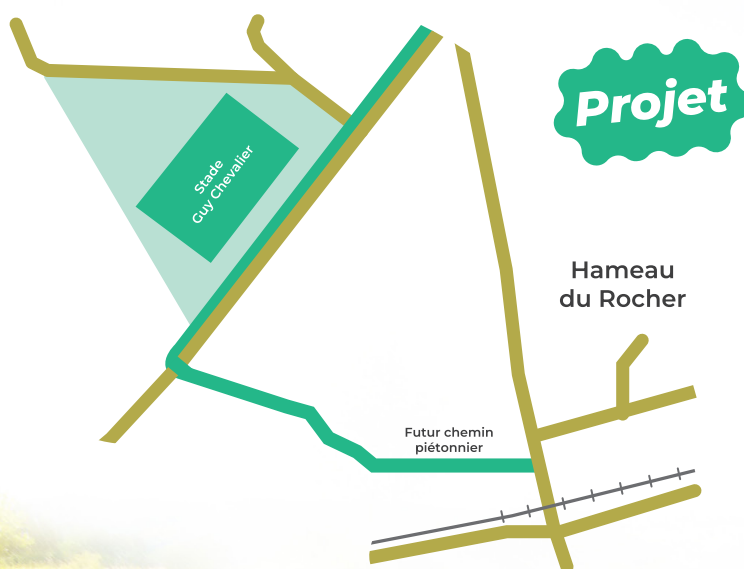 Projet
Stade
Guy Chevalier
Hameau
du Rocher
Futur chemin
piétonnier